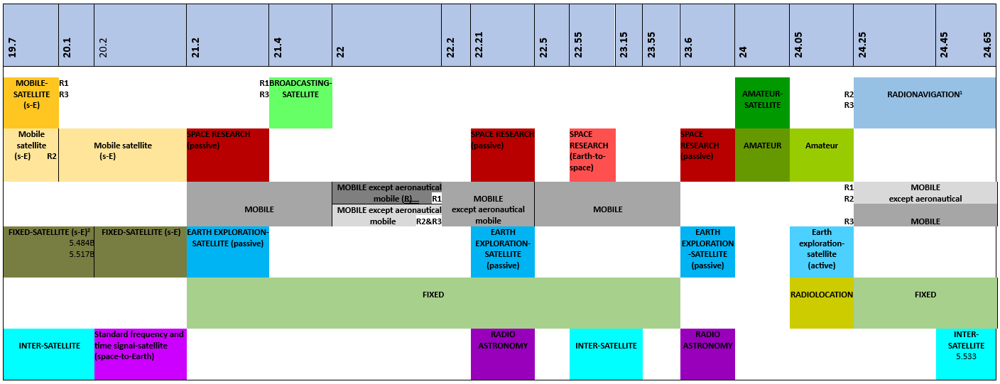 19.7 20.1 20.2 21.2 21.4 22 22.2 22.21 22.5 22.55 23.15 23.55 23.6 24 24.05 24.25 24.45 24.65
MOBILE- R1 R1 BROADCASTING- AMATEUR- R2 RADIONAVIGATION¹
SATELLITE R3 R3 SATELLITE SATELLITE R3
(s-E)
Mobile
satellite
(s-E) R2
Mobile satellite
(s-E)
SPACE RESEARCH
(passive)
SPACE RESEARCH
(passive)
SPACE
RESEARCH
(Earth-to-
space)
SPACE
RESEARCH
(passive)
AMATEUR
Amateur
MOBILE
MOBILE except aeronautical
mobile (R) R1
MOBILE except aeronautical
mobile R2&R3
MOBILE
except aeronautical
mobile
MOBILE
R1
R2
R3
MOBILE
except aeronautical
MOBILE
FIXED-SATELLITE (s-E)²
5.484B
5.517B
FIXED-SATELLITE (s-E)
EARTH EXPLORATION-
SATELLITE (passive)
EARTH
EXPLORATION-
SATELLITE
(passive)
EARTH
EXPLORATION
-SATELLITE
(passive)
Earth
exploration-
satellite
(active)
FIXED
RADIOLOCATION
FIXED
INTER-SATELLITE
Standard frequency and
time signal-satellite
(space-to-Earth)
RADIO
ASTRONOMY
INTER-SATELLITE
RADIO
ASTRONOMY
INTER-
SATELLITE
5.533